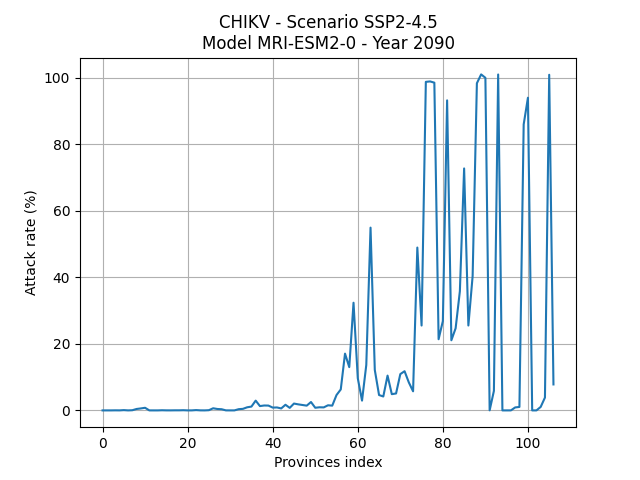 CHIKV - Scenario SSP2-4.5
Model MRI-ESM2-0 - Year 2090
Attack rate (%)
100
80
60
40
20
0
0 20 40 60 80 100
Provinces index